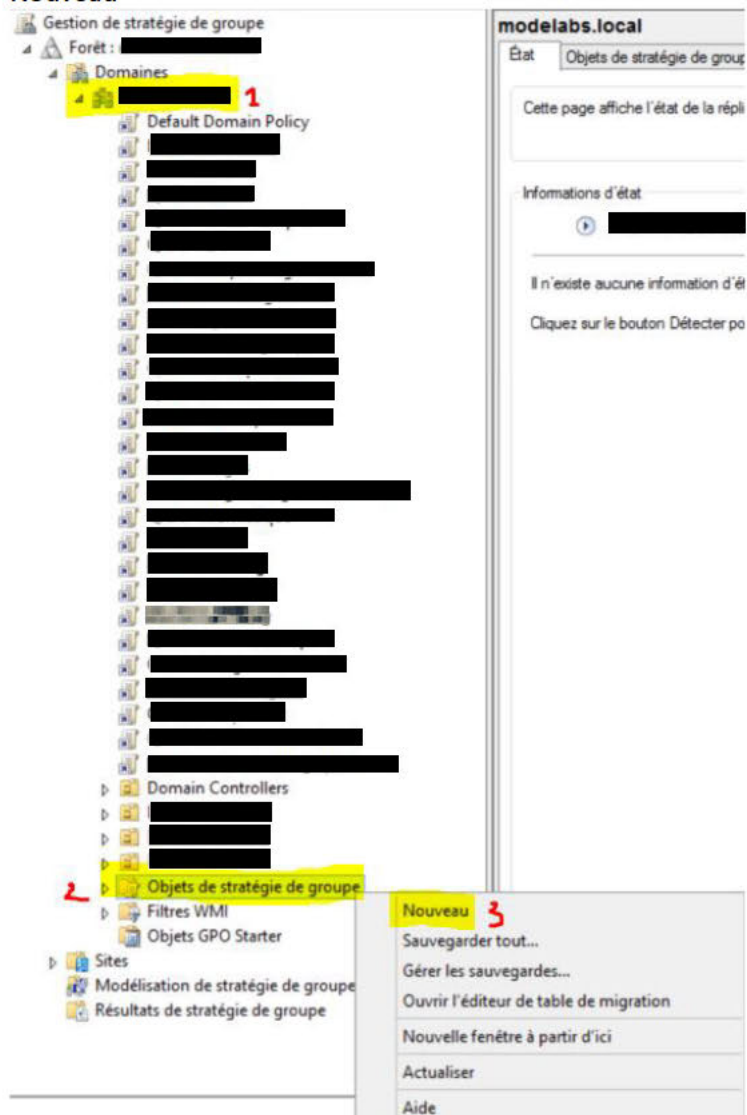 Nouveau
Gestion de stratégie de groupe
Forêt :
Domaines
1
Default Domain Policy
Domain Controllers
2
Objets de stratégie de groupe
Filtres WMI
Objets GPO Starter
Sites
Modélisation de stratégie de groupe
Résultats de stratégie de groupe
modelabs.local
État
Objets de stratégie de group
Cette page affiche l'état de la répli
Informations d'état
Il n'existe aucune information d'ét
Cliquez sur le bouton Détecter po
Nouveau 3
Sauvegarder tout...
Gérer les sauvegardes...
Ouvrir l'éditeur de table de migration
Nouvelle fenêtre à partir d'ici
Actualiser
Aide